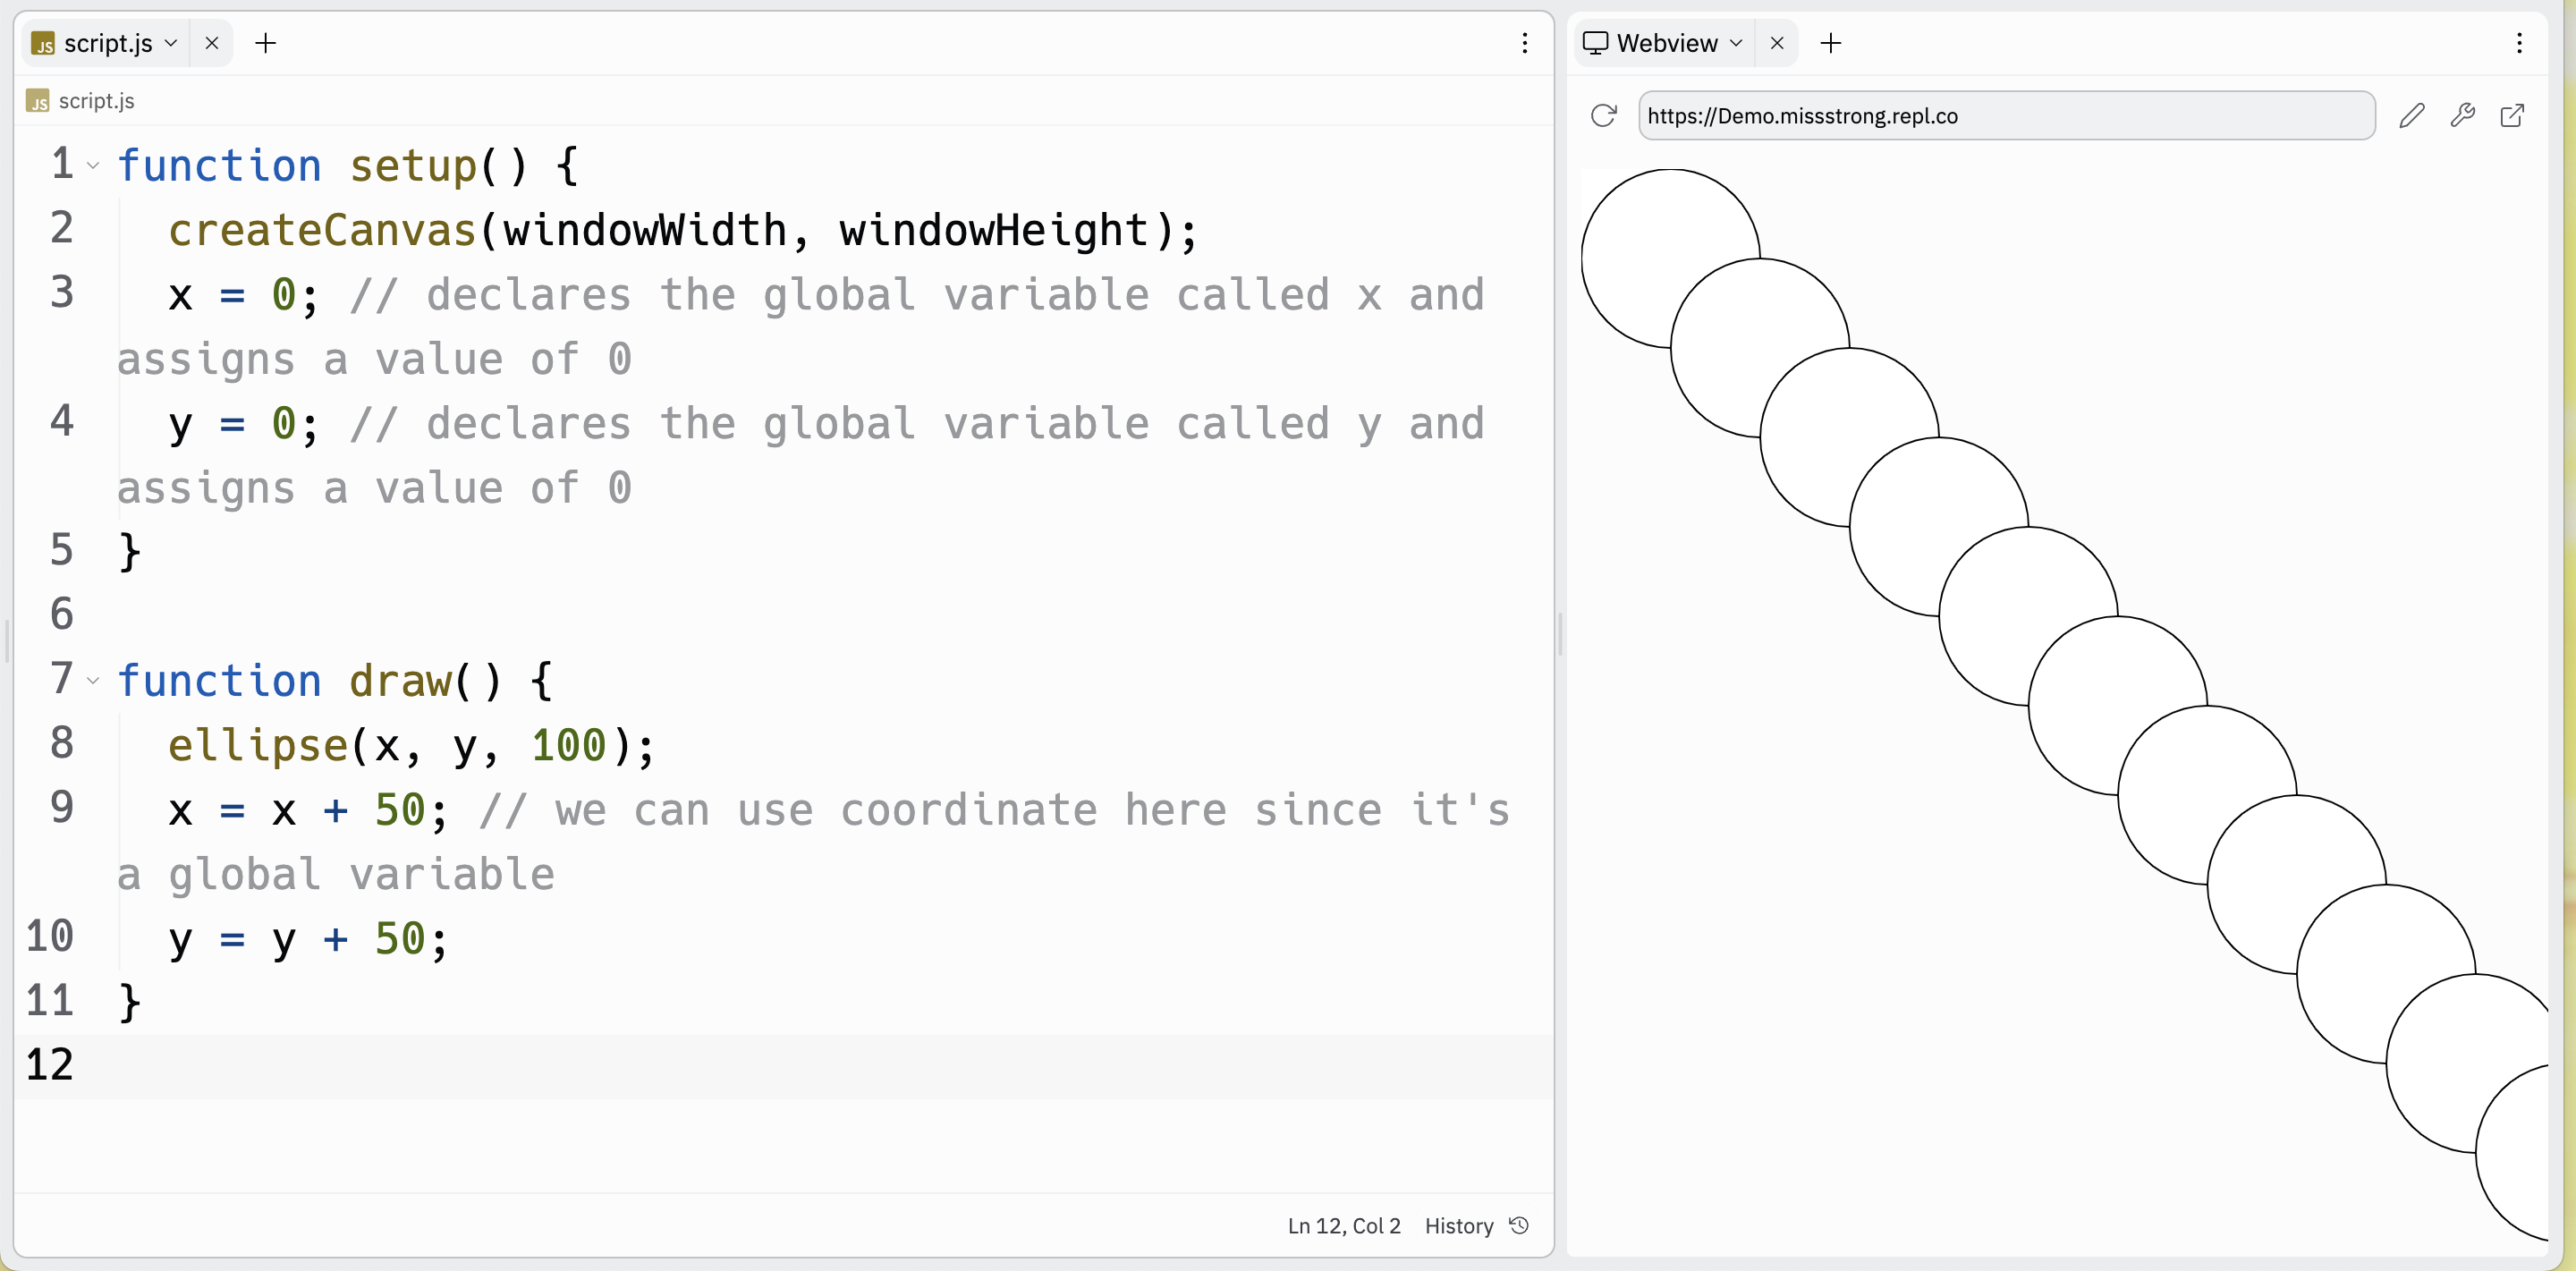 JS script.js
JS script.js
1 function setup() {
2 createCanvas(windowWidth, windowHeight);
3 x = 0; // declares the global variable called x and
assigns a value of 0
4 y = 0; // declares the global variable called y and
assigns a value of 0
5 }
6
7 function draw() {
8 ellipse(x, y, 100);
9 x = x + 50; // we can use coordinate here since it's
a global variable
10 y = y + 50;
11 }
12
Ln 12, Col 2 History
Webview
https://Demo.missstrong.repl.co